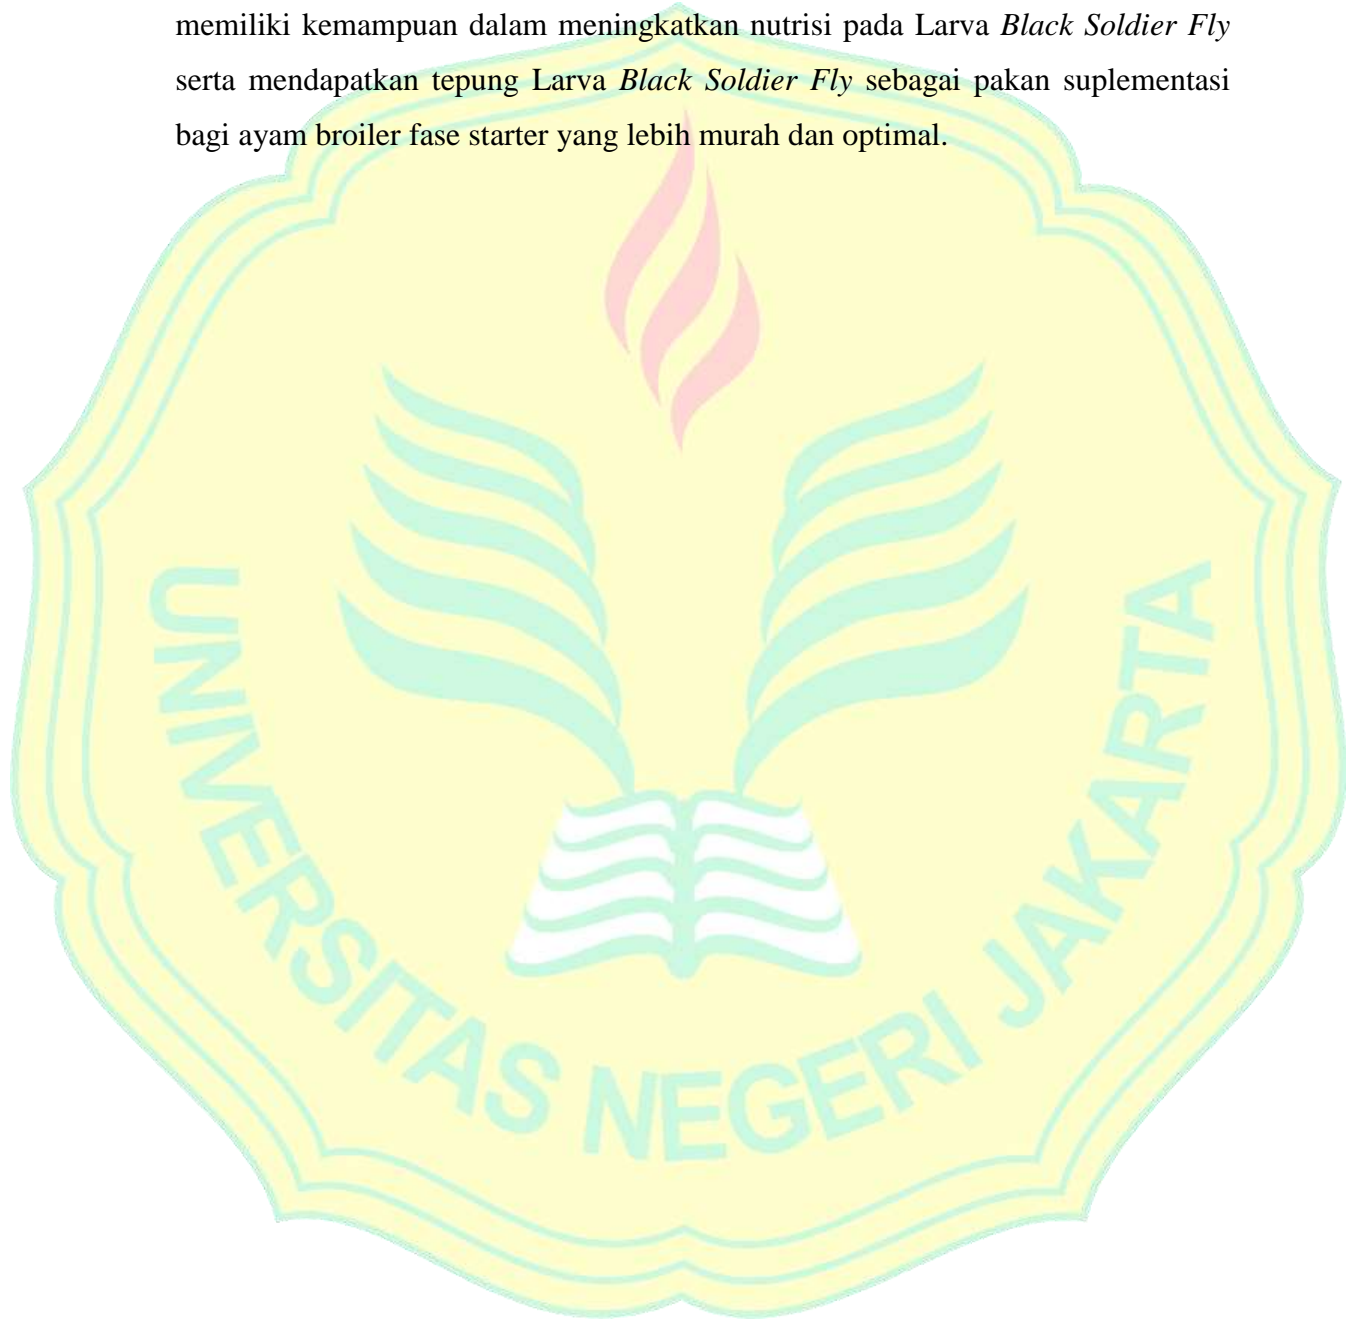 memiliki kemampuan dalam meningkatkan nutrisi pada Larva Black Soldier Fly
serta mendapatkan tepung Larva Black Soldier Fly sebagai pakan suplementasi
bagi ayam broiler fase starter yang lebih murah dan optimal.
UNIVERSITAS NEGERI JAKARTA